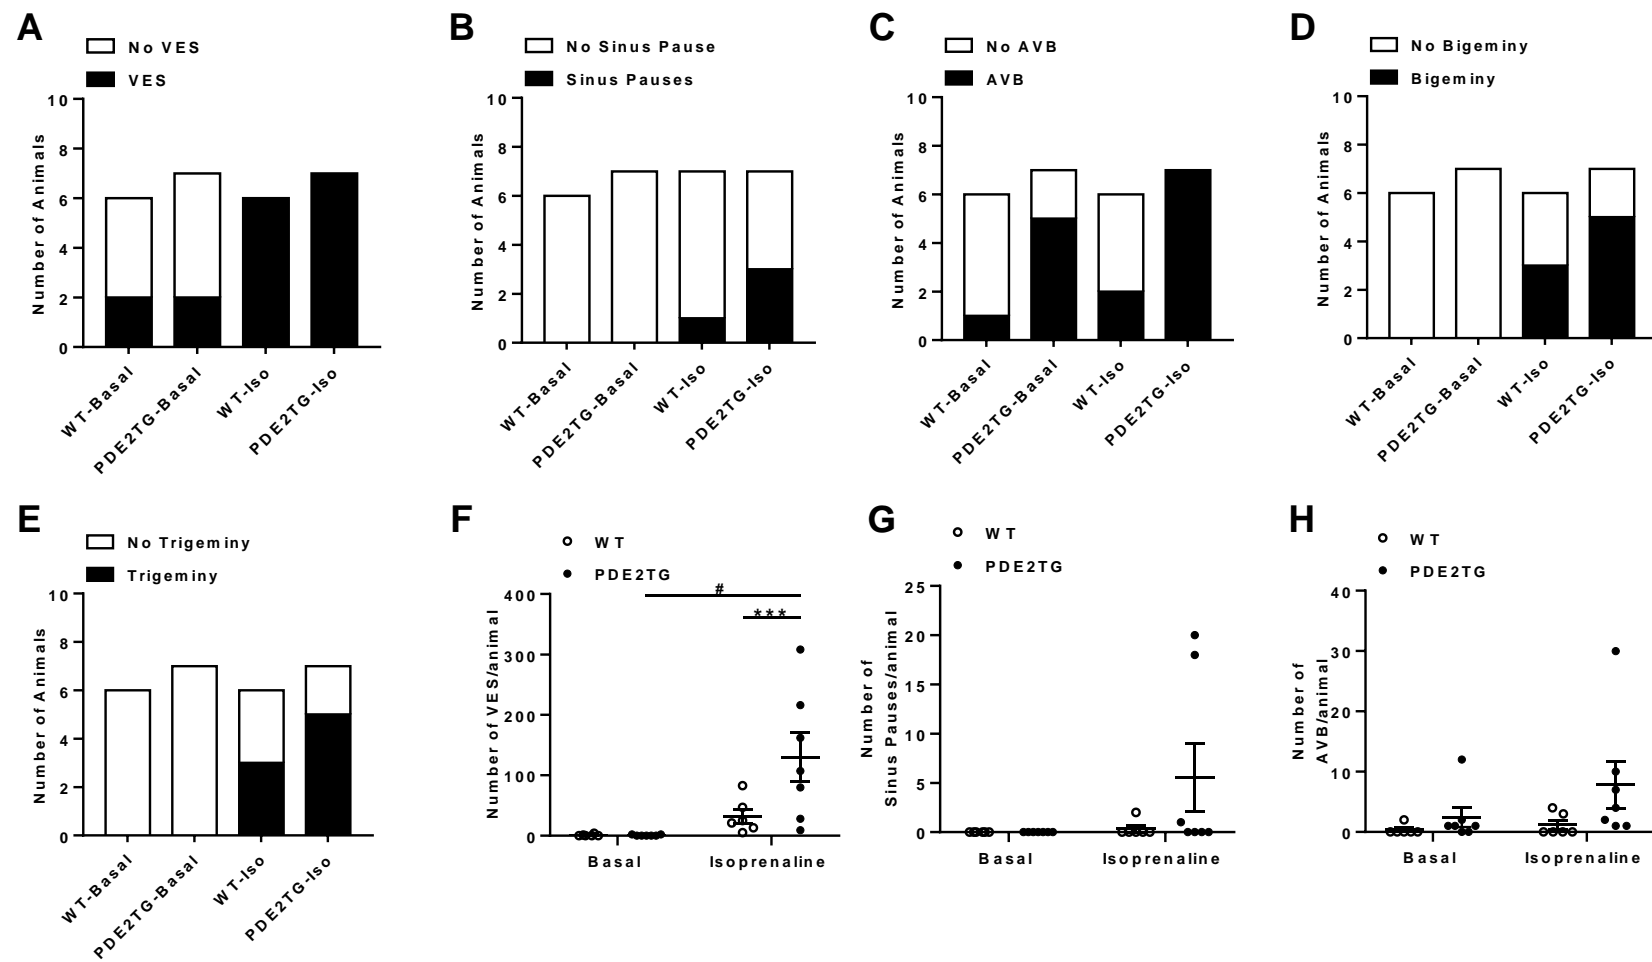 A
No VES
VES
Number of Animals
10
8
6
4
2
0
WT-Basal
PDE2TG-Basal
WT-Iso
PDE2TG-Iso
B
No Sinus Pause
Sinus Pauses
Number of Animals
10
8
6
4
2
0
WT-Basal
PDE2TG-Basal
WT-Iso
PDE2TG-Iso
C
No AVB
AVB
Number of Animals
10
8
6
4
2
0
WT-Basal
PDE2TG-Basal
WT-Iso
PDE2TG-Iso
D
No Bigeminy
Bigeminy
Number of Animals
10
8
6
4
2
0
WT-Basal
PDE2TG-Basal
WT-Iso
PDE2TG-Iso
E
No Trigeminy
Trigeminy
Number of Animals
10
8
6
4
2
0
WT-Basal
PDE2TG-Basal
WT-Iso
PDE2TG-Iso
F
WT
PDE2TG
Number of VES/animal
400
300
200
100
0
#
***
Basal
Isoprenaline
G
WT
PDE2TG
Number of
Sinus Pauses/animal
25
20
15
10
5
0
Basal
Isoprenaline
H
WT
PDE2TG
Number of
AVB/animal
40
30
20
10
0
Basal
Isoprenaline